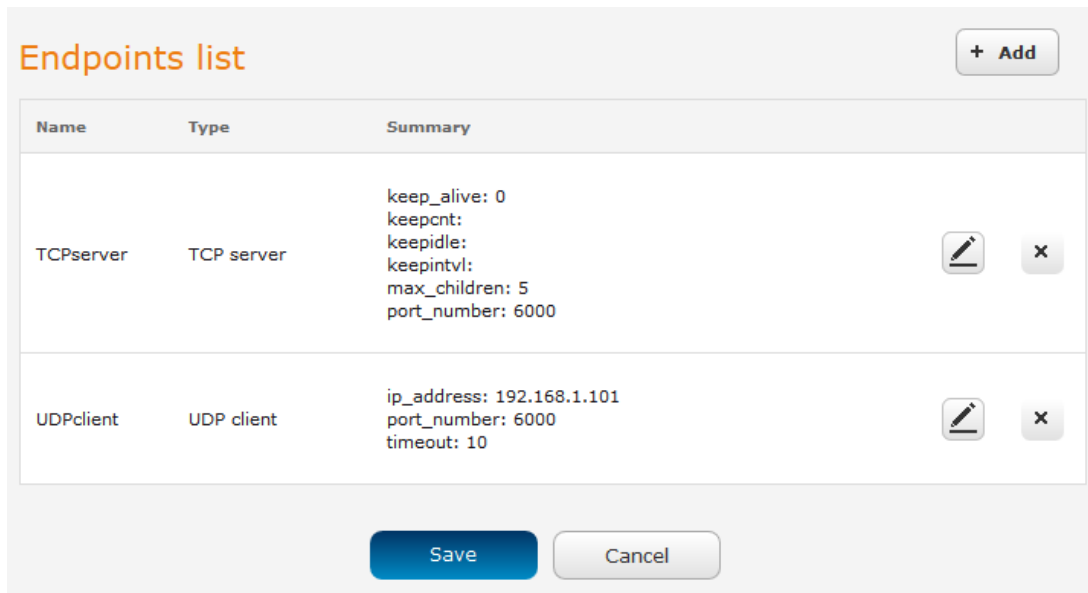 Endpoints list
+ Add
Name Type Summary
keep_alive: 0
keepcnt:
keepidle:
TCPserver TCP server
keepintvl:
max_children: 5
port_number: 6000
ip_address: 192.168.1.101
UDPclient UDP client port_number: 6000
timeout: 10
Save Cancel